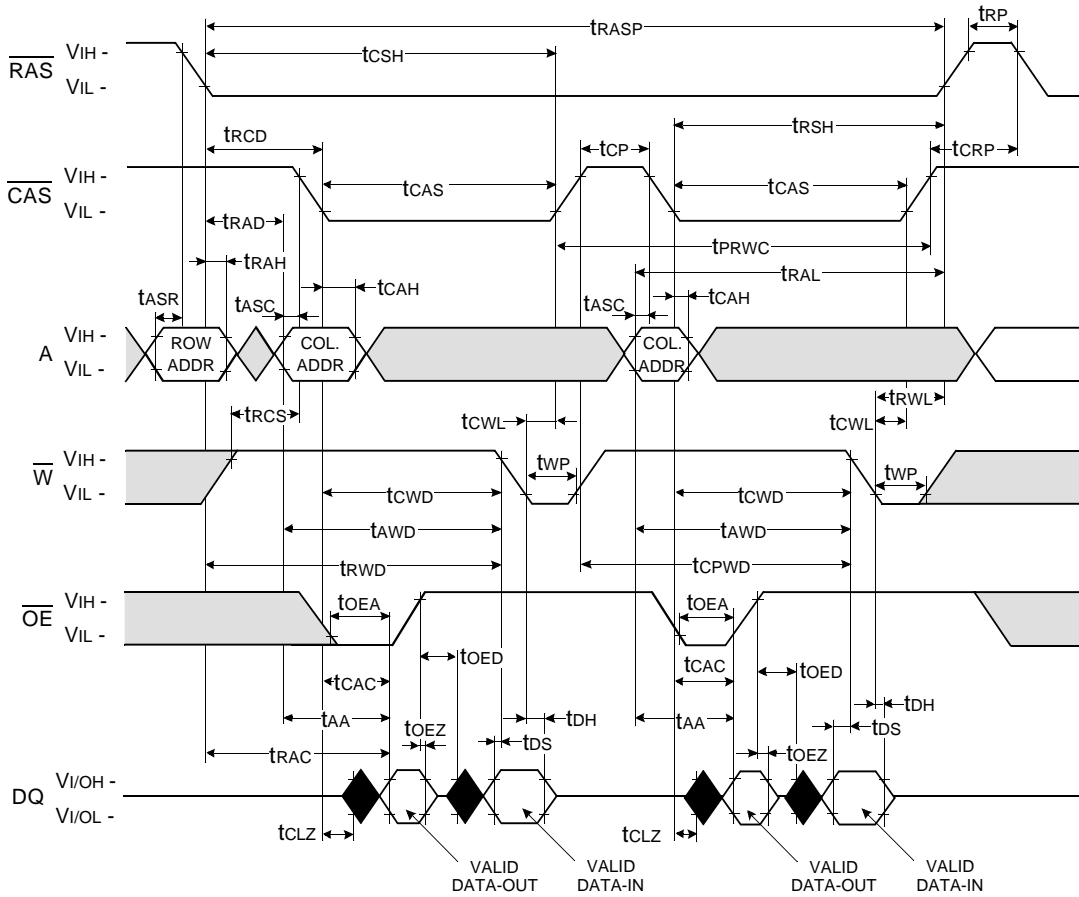 tRASP
tRP
tCSH
RAS
VIH -
VIL -
tRCD
tRSH
tCP
tCRP
CAS
VIH -
VIL -
tCAS
tCAS
tRAD
tPRWC
tRAH
tRAL
tASR
tASC
tCAH
tASC
tCAH
A
VIH -
VIL -
ROW
ADDR
COL.
ADDR
COL.
ADDR
tRCS
tCWL
tCWL
tRWL
W
VIH -
VIL -
tWP
tWP
tCWD
tCWD
tAWD
tAWD
tRWD
tCPWD
OE
VIH -
VIL -
tOEA
tOEA
tOED
tOED
tCAC
tCAC
tAA
tAA
tDH
tDH
tDS
tDS
tOEZ
tOEZ
tRAC
DQ
VI/OH -
VI/OL -
tCLZ
tCLZ
VALID
DATA-OUT
VALID
DATA-IN
VALID
DATA-OUT
VALID
DATA-IN